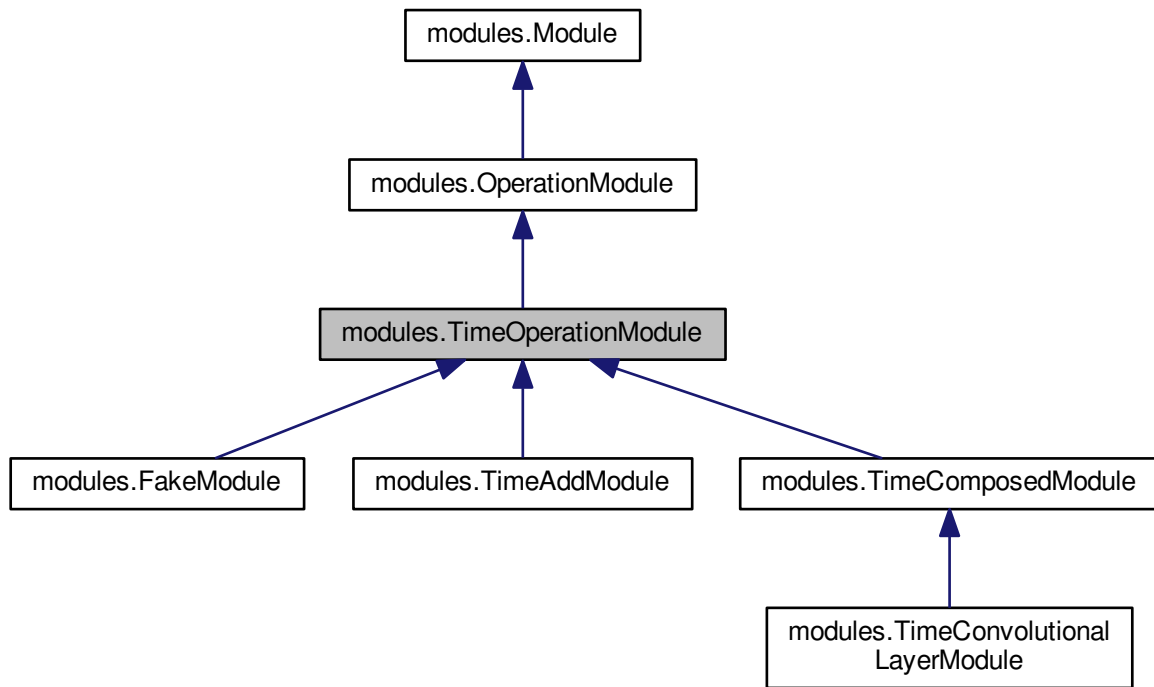 modules.Module
modules.OperationModule
modules.TimeOperationModule
modules.FakeModule
modules.TimeAddModule
modules.TimeComposedModule
modules.TimeConvolutional
LayerModule